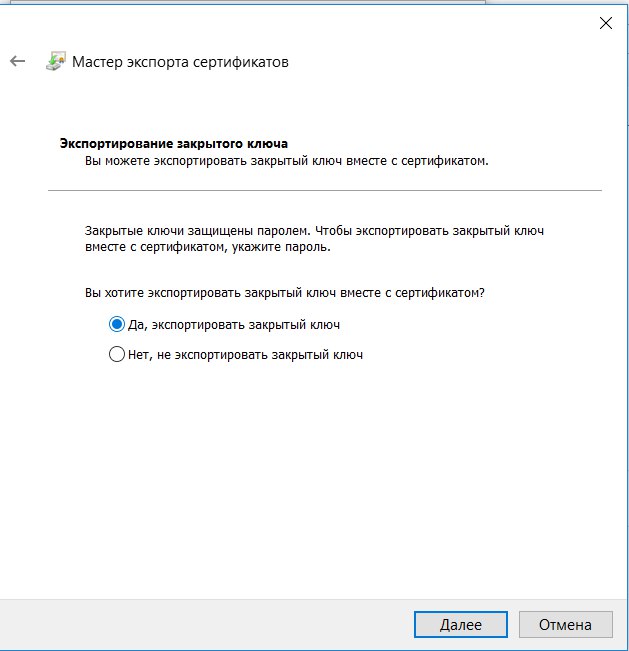 Мастер экспорта сертификатов
Экспортирование закрытого ключа
Вы можете экспортировать закрытый ключ вместе с сертификатом.
Закрытые ключи защищены паролем. Чтобы экспортировать закрытый ключ
вместе с сертификатом, укажите пароль.
Вы хотите экспортировать закрытый ключ вместе с сертификатом?
Да, экспортировать закрытый ключ
Нет, не экспортировать закрытый ключ
Далее
Отмена